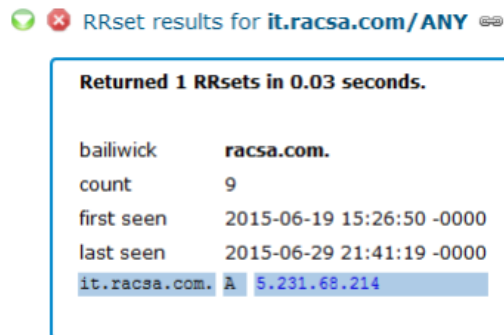 RRset results for it.racsa.com/ANY
Returned 1 RRsets in 0.03 seconds.
bailiwick racsa.com.
count 9
first seen 2015-06-19 15:26:50 -0000
last seen 2015-06-29 21:41:19 -0000
it.racsa.com. A 5.231.68.214